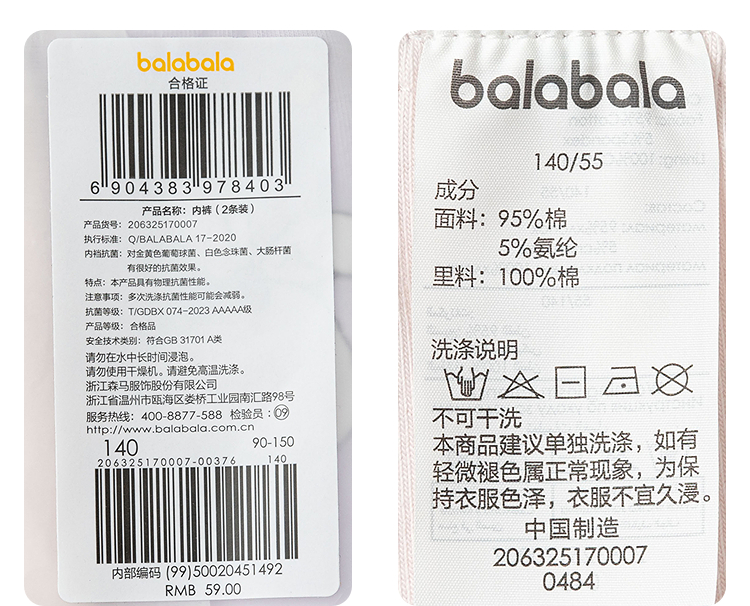 balabala
合格证
6 904383 978403
产品名称：内裤（2条装）
产品货号：206325170007
执行标准：Q/BALABALA 17-2020
内裆抗菌：对金黄色葡萄球菌、白色念珠菌、大肠杆菌
有很好的抗菌效果。
特点：本产品具有物理抗菌性能。
注意事项：多次洗涤抗菌性能可能会减弱。
抗菌等级：T/GDBX 074-2023 AAAAA级
产品等级：合格品
安全技术类别：符合GB 31701 A类
请勿在水中长时间浸泡。
请勿使用干燥机。请避免高温洗涤。
浙江森马服饰股份有限公司
浙江省温州市瓯海区娄桥工业园南汇路98号
服务热线：400-8877-588 检验员：09
http://www.balabala.com.cn
140 90-150
206325170007-00376 140
内部编码 (99)50020451492
RMB 59.00
balabala
140/55
成分
面料：95%棉
5%氨纶
里料：100%棉
洗涤说明
不可干洗
本商品建议单独洗涤，如有
轻微褪色属正常现象，为保
持衣服色泽，衣服不宜久浸。
中国制造
206325170007
0484